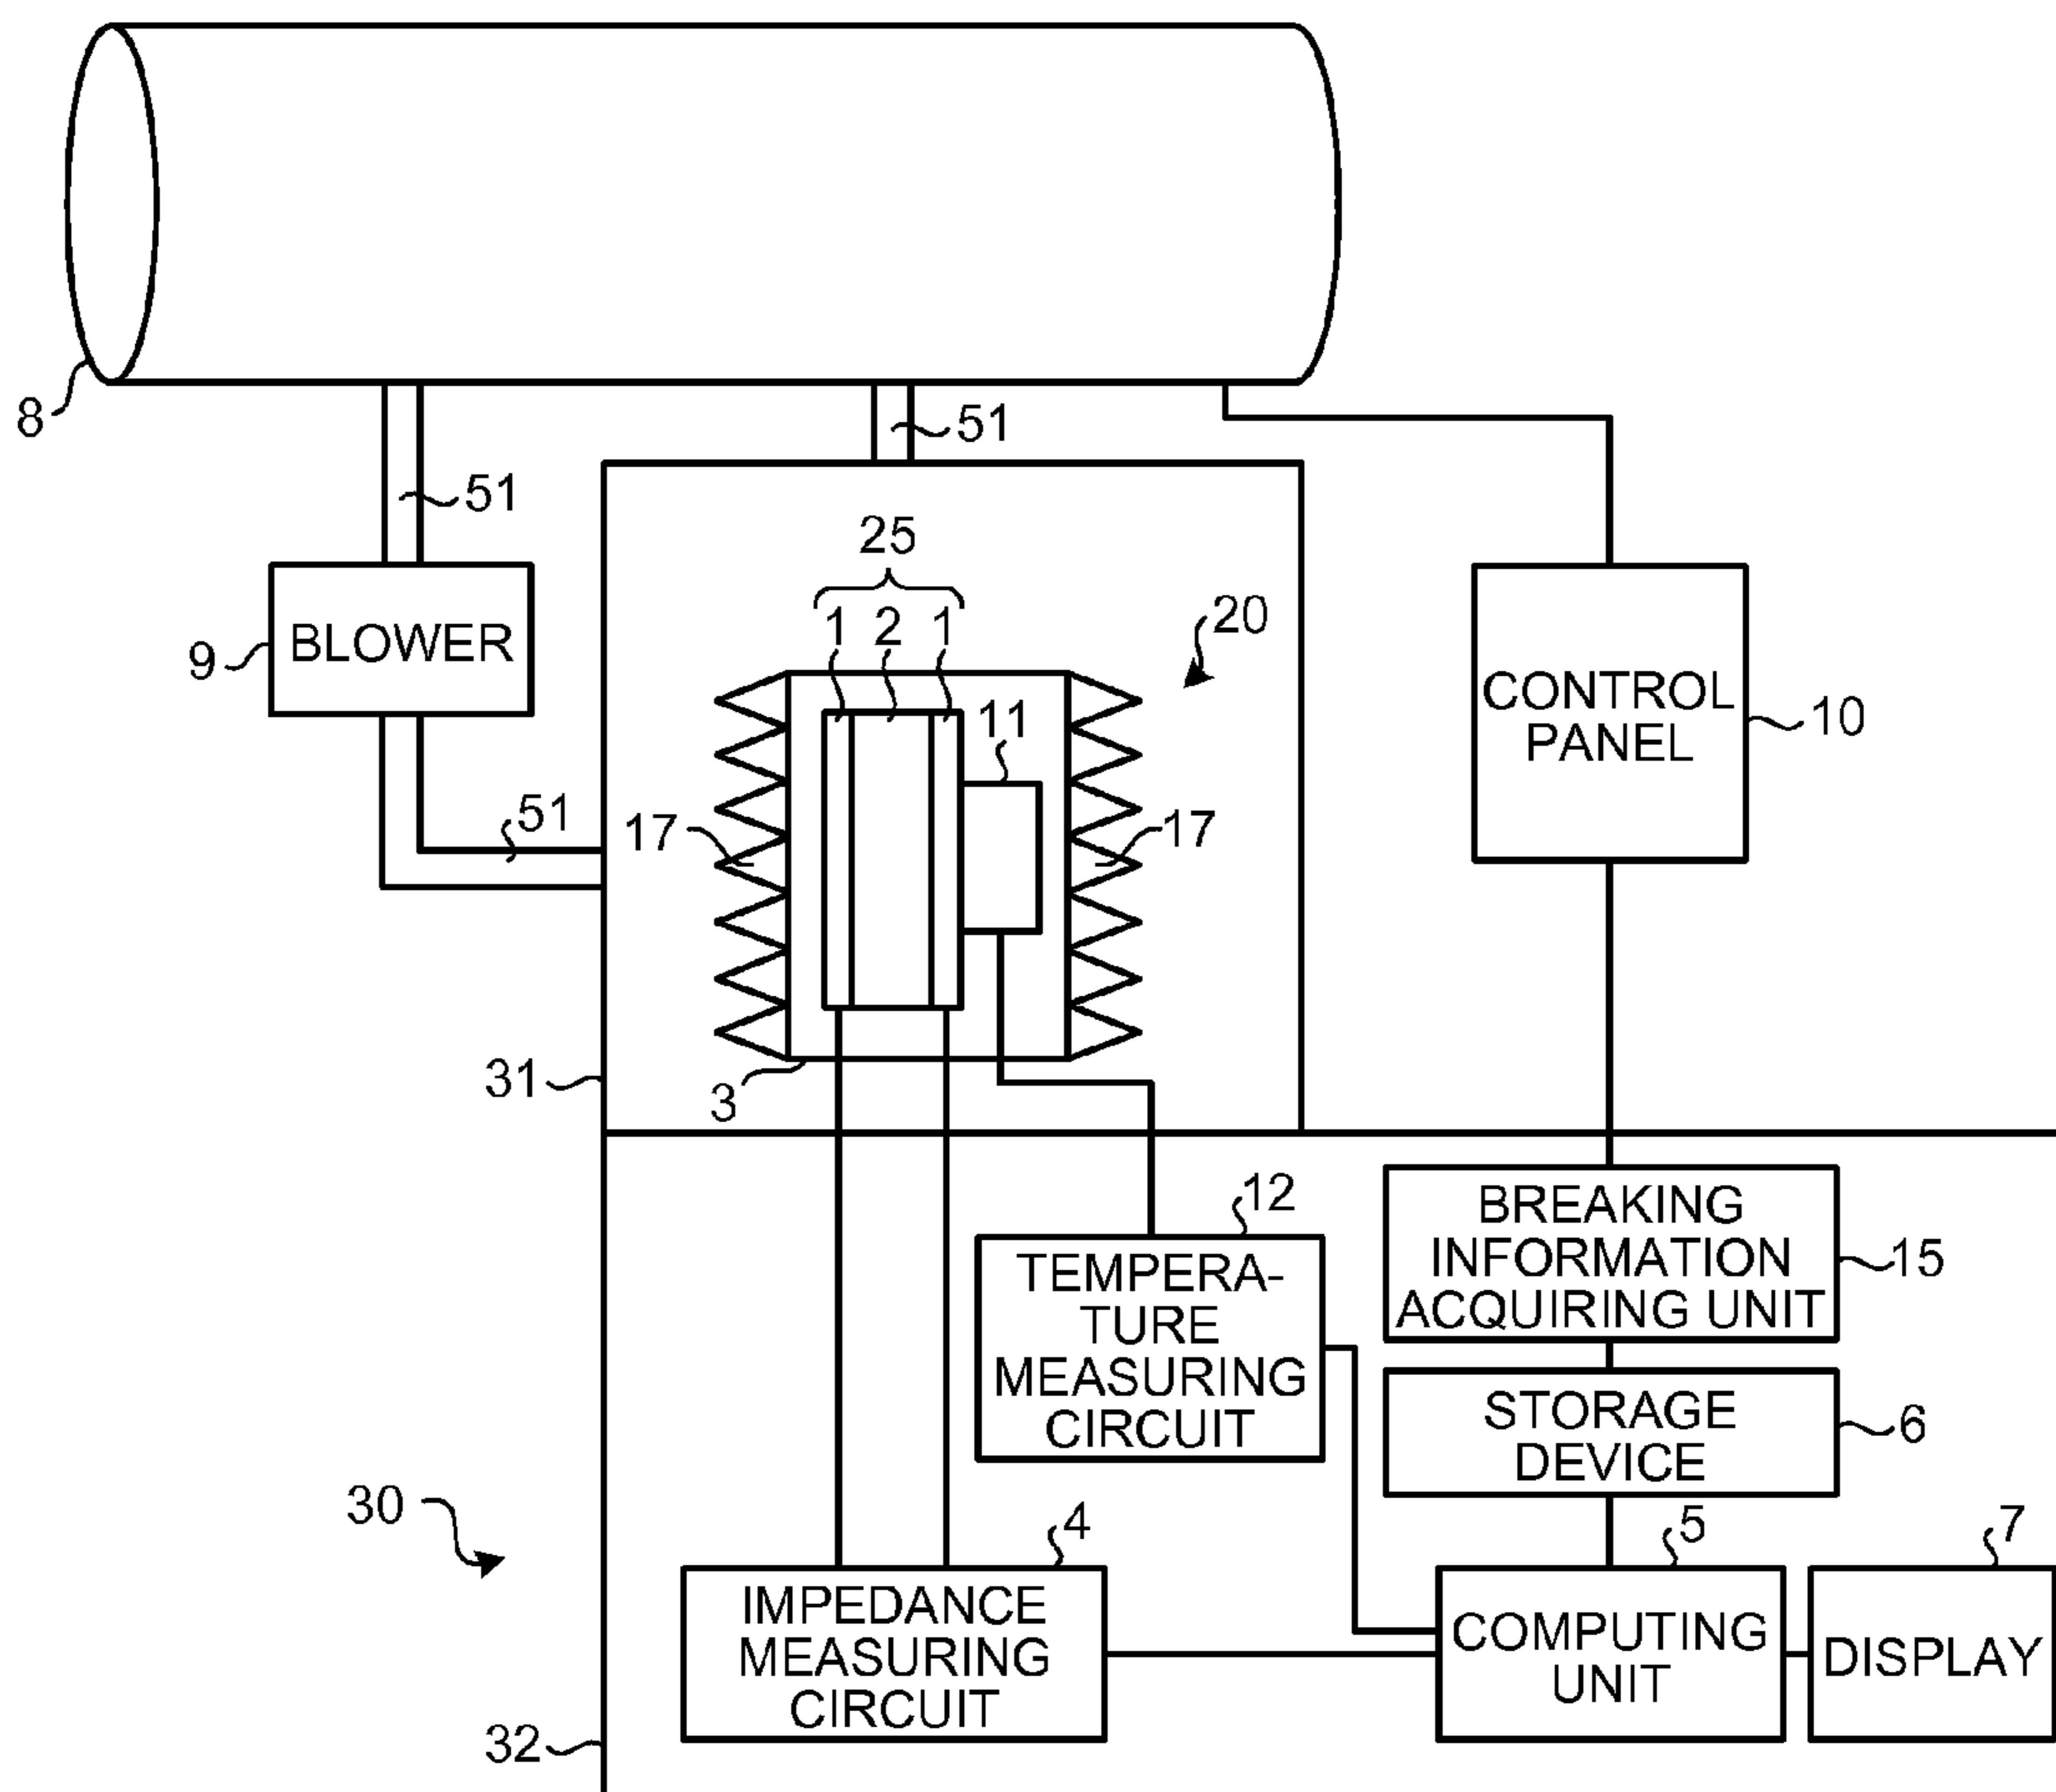 8
51
51
25
1 2 1
20
BLOWER
9
CONTROL
PANEL
10
11
51
17
17
31
3
12
BREAKING
INFORMATION
ACQUIRING UNIT
15
TEMPERA-
TURE
MEASURING
CIRCUIT
STORAGE
DEVICE
6
30
4
5
7
IMPEDANCE
MEASURING
CIRCUIT
COMPUTING
UNIT
DISPLAY
32